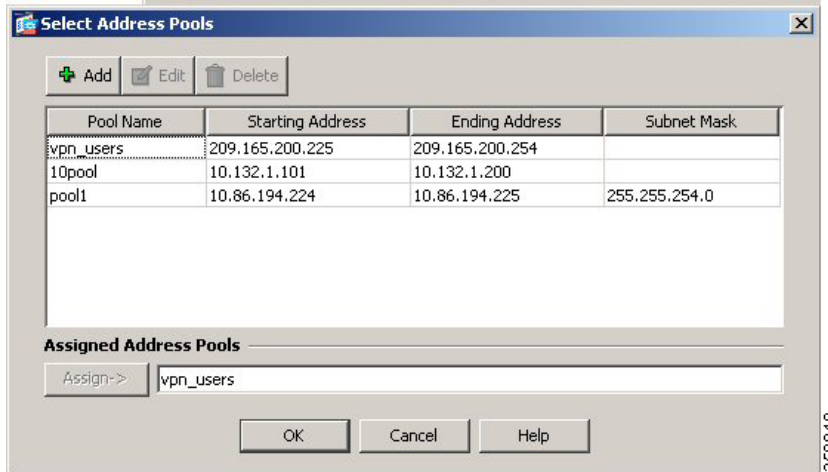 Select Address Pools
Add Edit Delete
Pool Name Starting Address Ending Address Subnet Mask
vpn_users 209.165.200.225 209.165.200.254
10pool 10.132.1.101 10.132.1.200
pool1 10.86.194.224 10.86.194.225 255.255.254.0
Assigned Address Pools
Assign-> vpn_users
OK Cancel Help